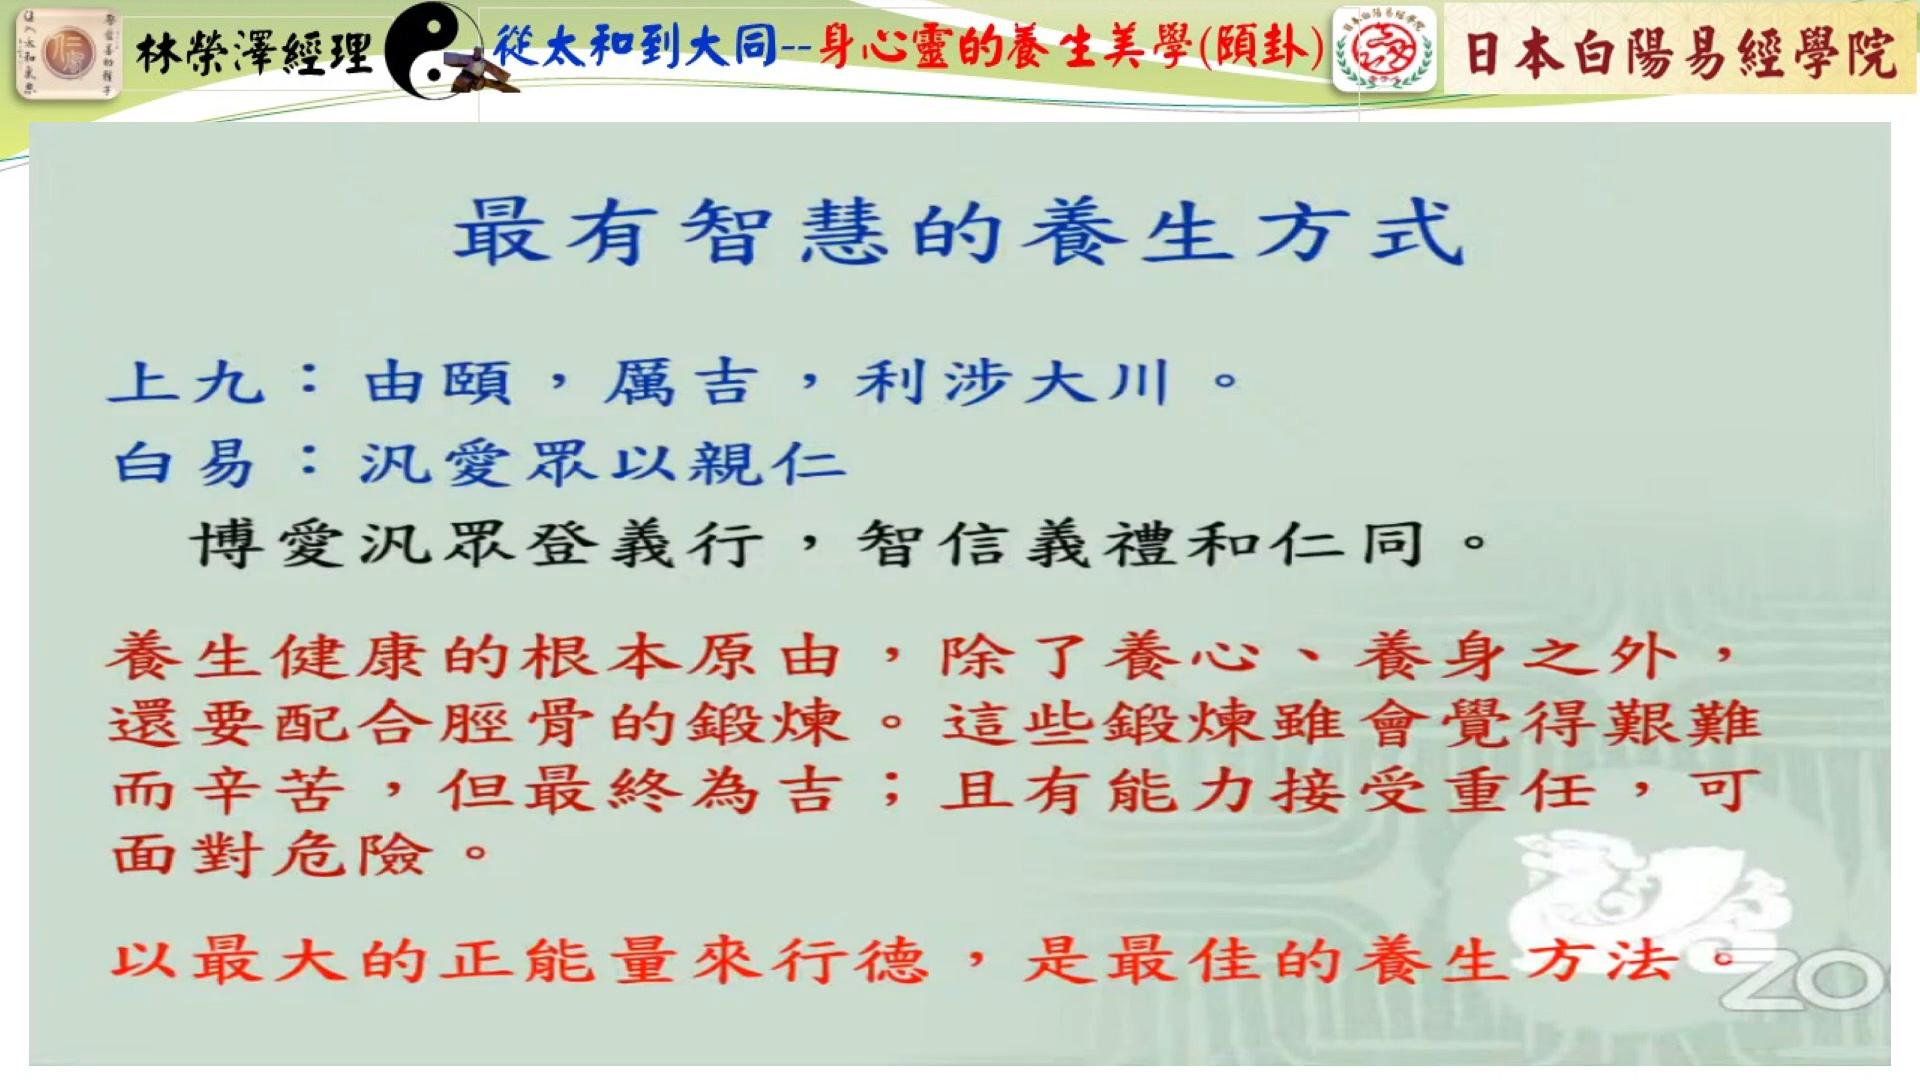 林榮澤經理
從太和到大同--身心靈的養生美學(頤卦)
日本白陽易經學院
最有智慧的養生方式
上九：由頤，厲吉，利涉大川。
白易：汎愛眾以親仁
博愛汎眾登義行，智信義禮和仁同。
養生健康的根本原由，除了養心、養身之外，
還要配合脛骨的鍛煉。這些鍛煉雖會覺得艱難
而辛苦，但最終為吉；且有能力接受重任，可
面對危險。
以最大的正能量來行德，是最佳的養生方法。
ZO